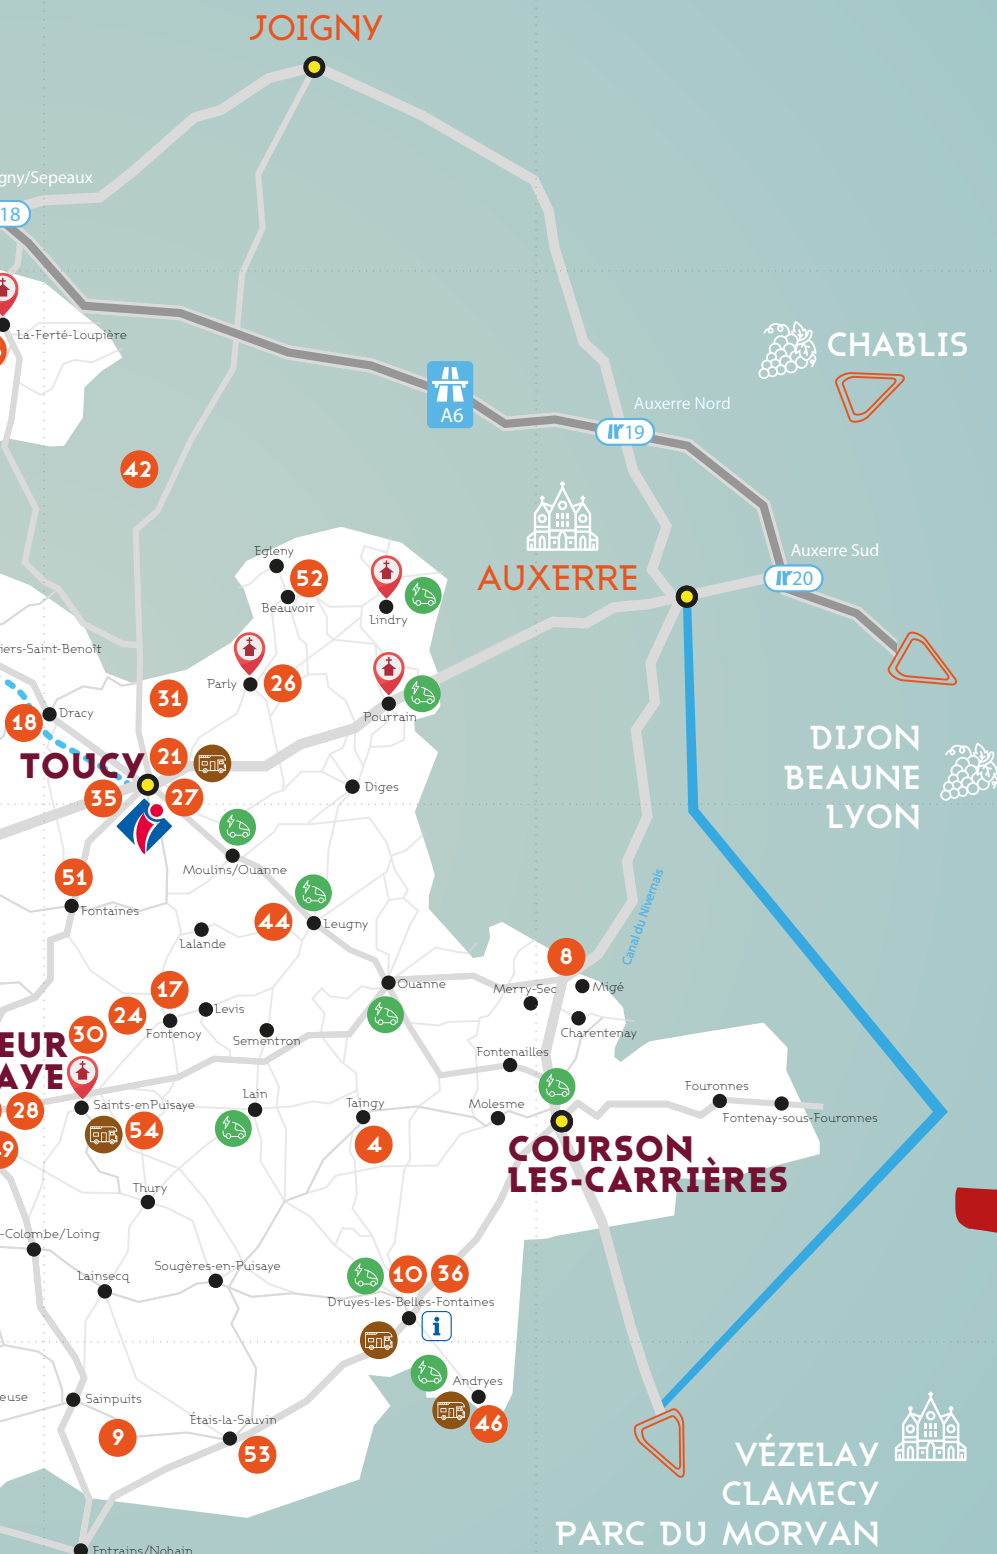 JOIGNY
gny/Sepeaux
18
La-Ferté-Loupière
CHABLIS
A6
Auxerre Nord
19
42
Auxerre Sud
20
AUXERRE
Egleny
52
Beauvoir
Lindry
iers-Saint-Benoît
Parly
26
31
18
Dracy
Pourrain
TOUCY
21
35
27
Diges
DIJON
BEAUNE
LYON
Moulins/Ouanne
51
Fontaines
44
Leugny
Lalande
Canal du Nivernais
8
Ouanne
Merry-Sec
Migé
17
Levis
24
Fontenoy
Sementron
Charentenay
30
EUR
AYE
Fontenailles
28
Saints-enPuisaye
Lain
Taingy
Molesme
Fouronnes
Fontenay-sous-Fouronnes
54
4
9
COURSON
LES-CARRIÈRES
Thury
-Colombe/Loing
Lainsecq
Sougères-en-Puisaye
10
36
Druyes-les-Belles-Fontaines
i
Andryes
46
euse
Sainpuits
9
Étais-la-Sauvin
53
VÉZELAY
CLAMECY
PARC DU MORVAN
Entrains/Nohain